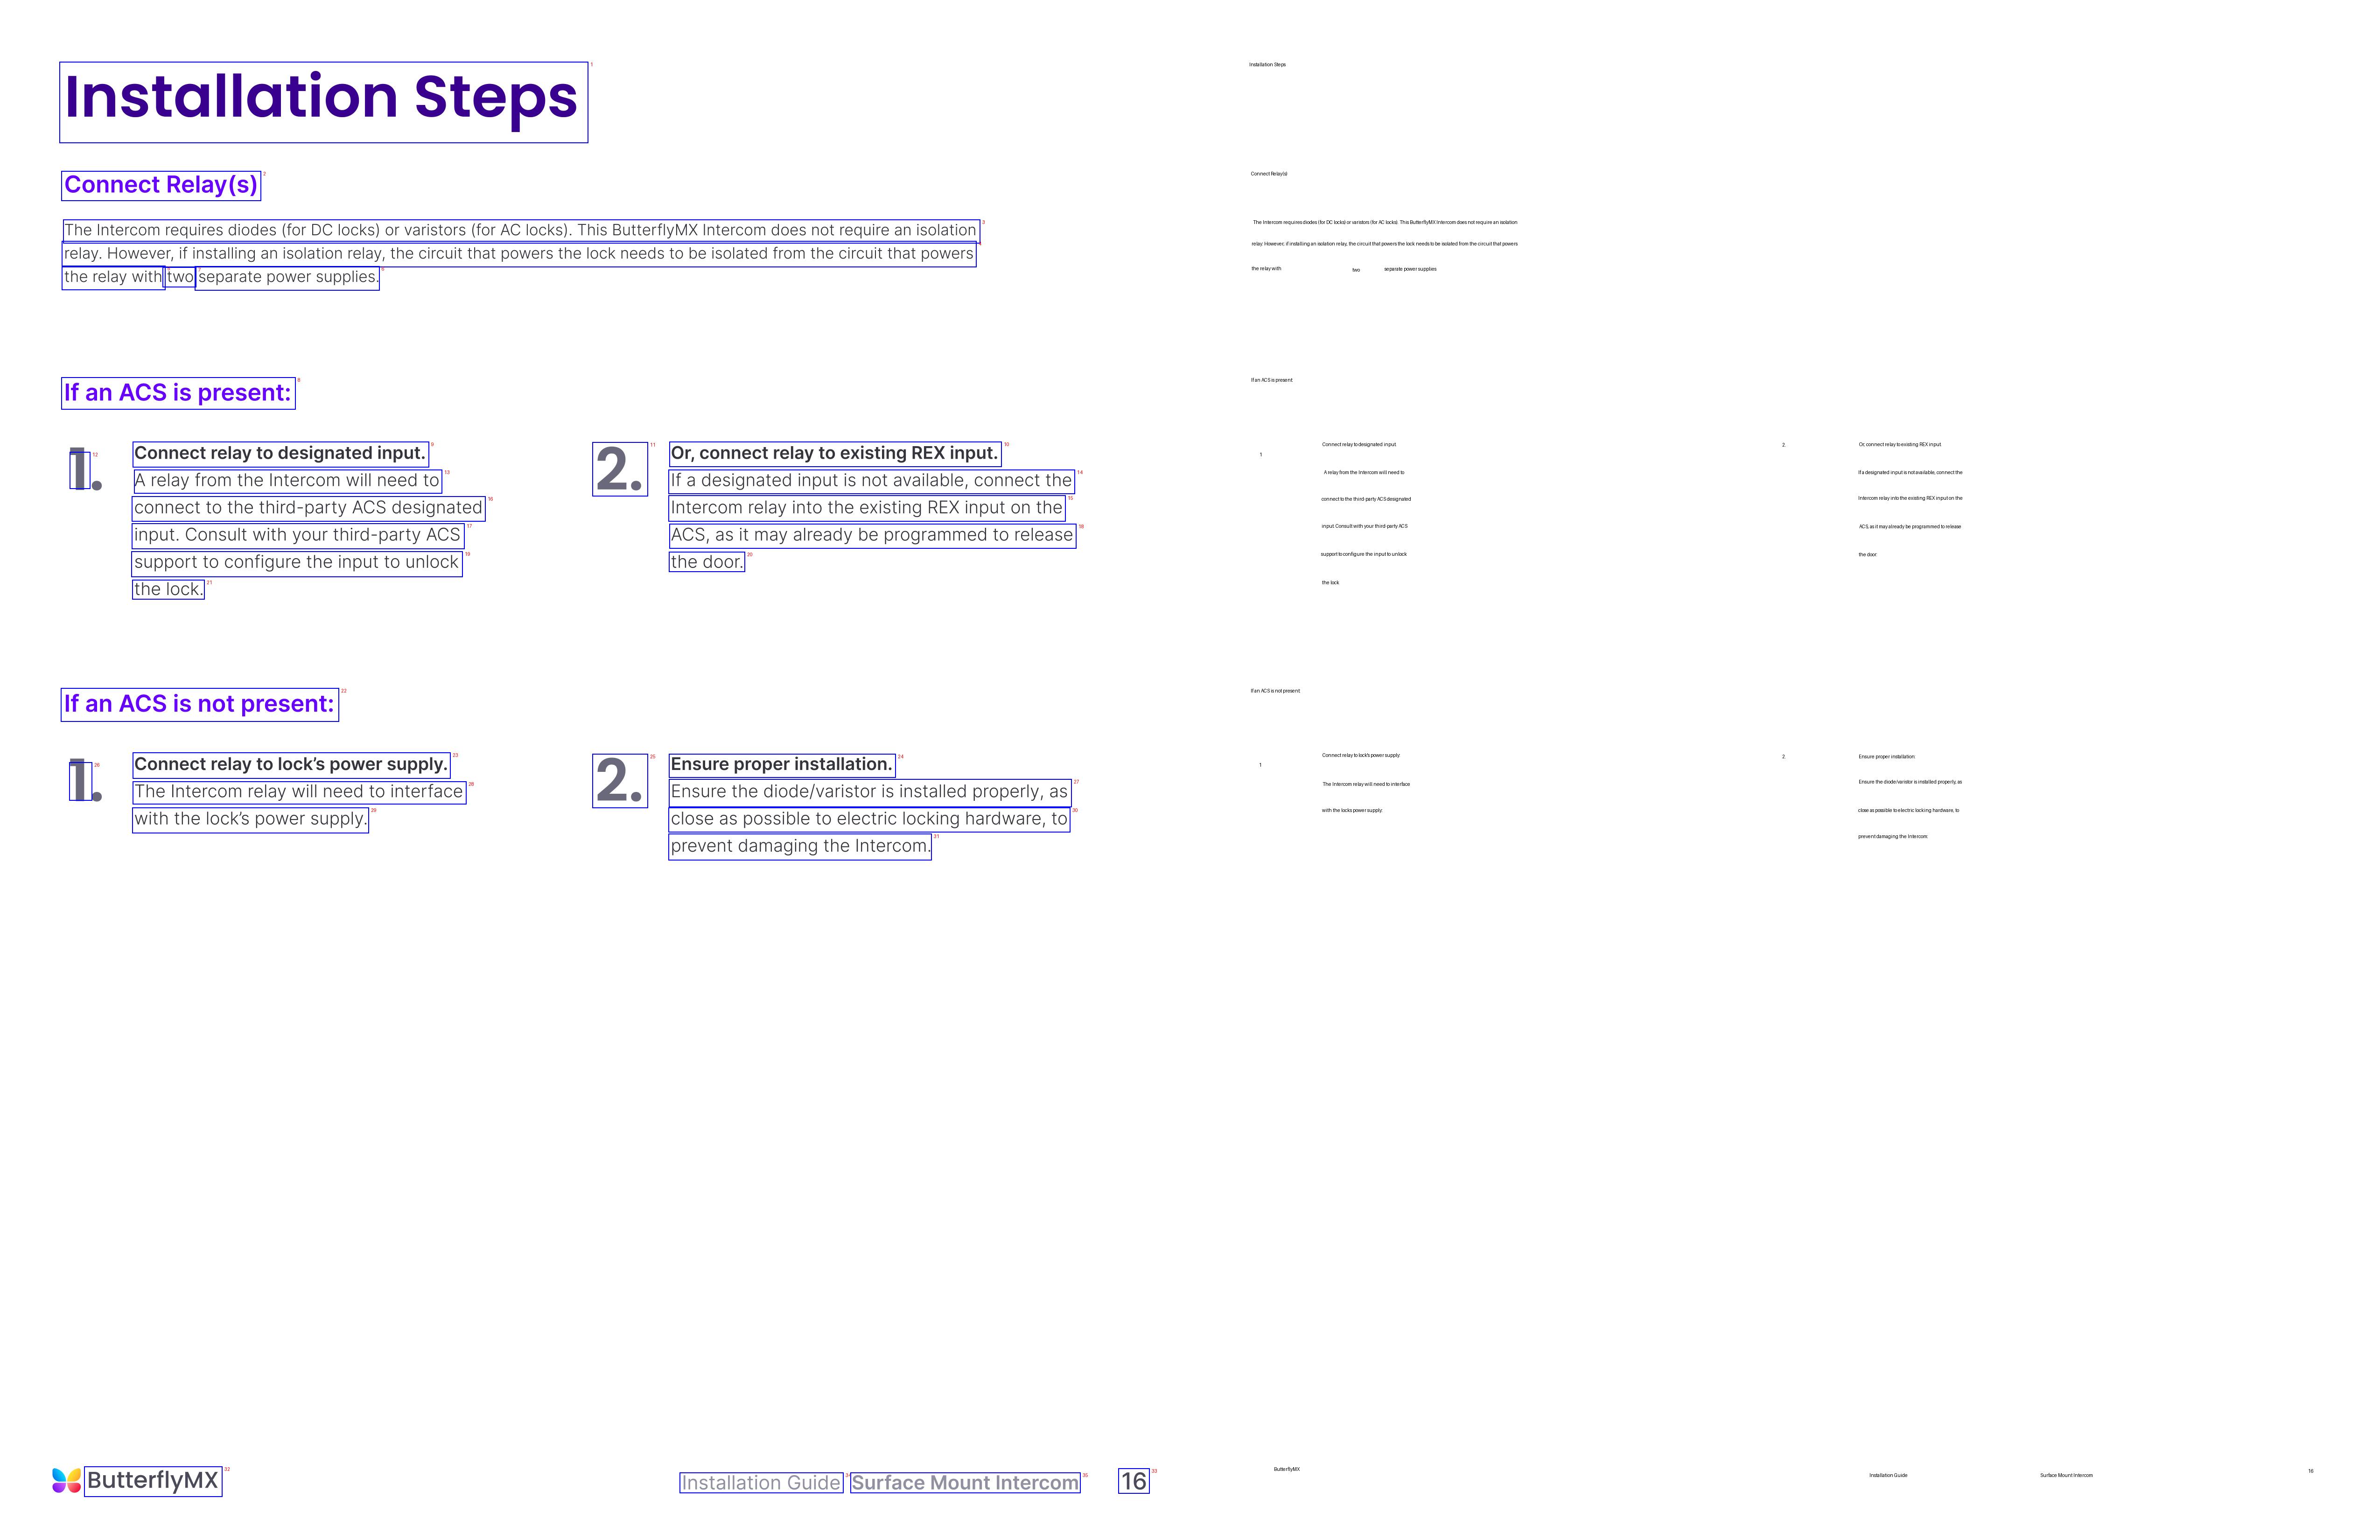 Installation Steps
Connect Relay(s)
The Intercom requires diodes (for DC locks) or varistors (for AC locks). This ButterflyMX Intercom does not require an isolation
relay. However, if installing an isolation relay, the circuit that powers the lock needs to be isolated from the circuit that powers
the relay with two separate power supplies.
If an ACS is present:
1.
Connect relay to designated input.
A relay from the Intercom will need to
connect to the third-party ACS designated
input. Consult with your third-party ACS
support to configure the input to unlock
the lock.
2.
Or, connect relay to existing REX input.
If a designated input is not available, connect the
Intercom relay into the existing REX input on the
ACS, as it may already be programmed to release
the door.
If an ACS is not present:
1.
Connect relay to lock’s power supply.
The Intercom relay will need to interface
with the lock’s power supply.
2.
Ensure proper installation.
Ensure the diode/varistor is installed properly, as
close as possible to electric locking hardware, to
prevent damaging the Intercom.
ButterflyMX
Installation Guide Surface Mount Intercom 16
Installation Steps
Connect Relay(s)
The Intercom requires diodes (for DC locks) or varistors (for AC locks). This ButterflyMX Intercom does not require an isolation
relay. However, if installing an isolation relay, the circuit that powers the lock needs to be isolated from the circuit that powers
the relay with two separate power supplies
If an ACS is present
1
Connect relay to designated input
A relay from the Intercom will need to
connect to the third-party ACS designated
input. Consult with your third-party ACS
support to configure the input to unlock
the lock
2.
Or, connect relay to existing REX input.
If a designated input is not available, connect the
Intercom relay into the existing REX input on the
ACS, as it may already be programmed to release
the door.
If an ACS is not present
1
Connect relay to lock's power supply
The Intercom relay will need to interface
with the locks power supply
2.
Ensure proper installation
Ensure the diode/varistor is installed properly, as
close as possible to electric locking hardware, to
prevent damaging the Intercom
ButterflyMX
Installation Guide Surface Mount Intercom 16